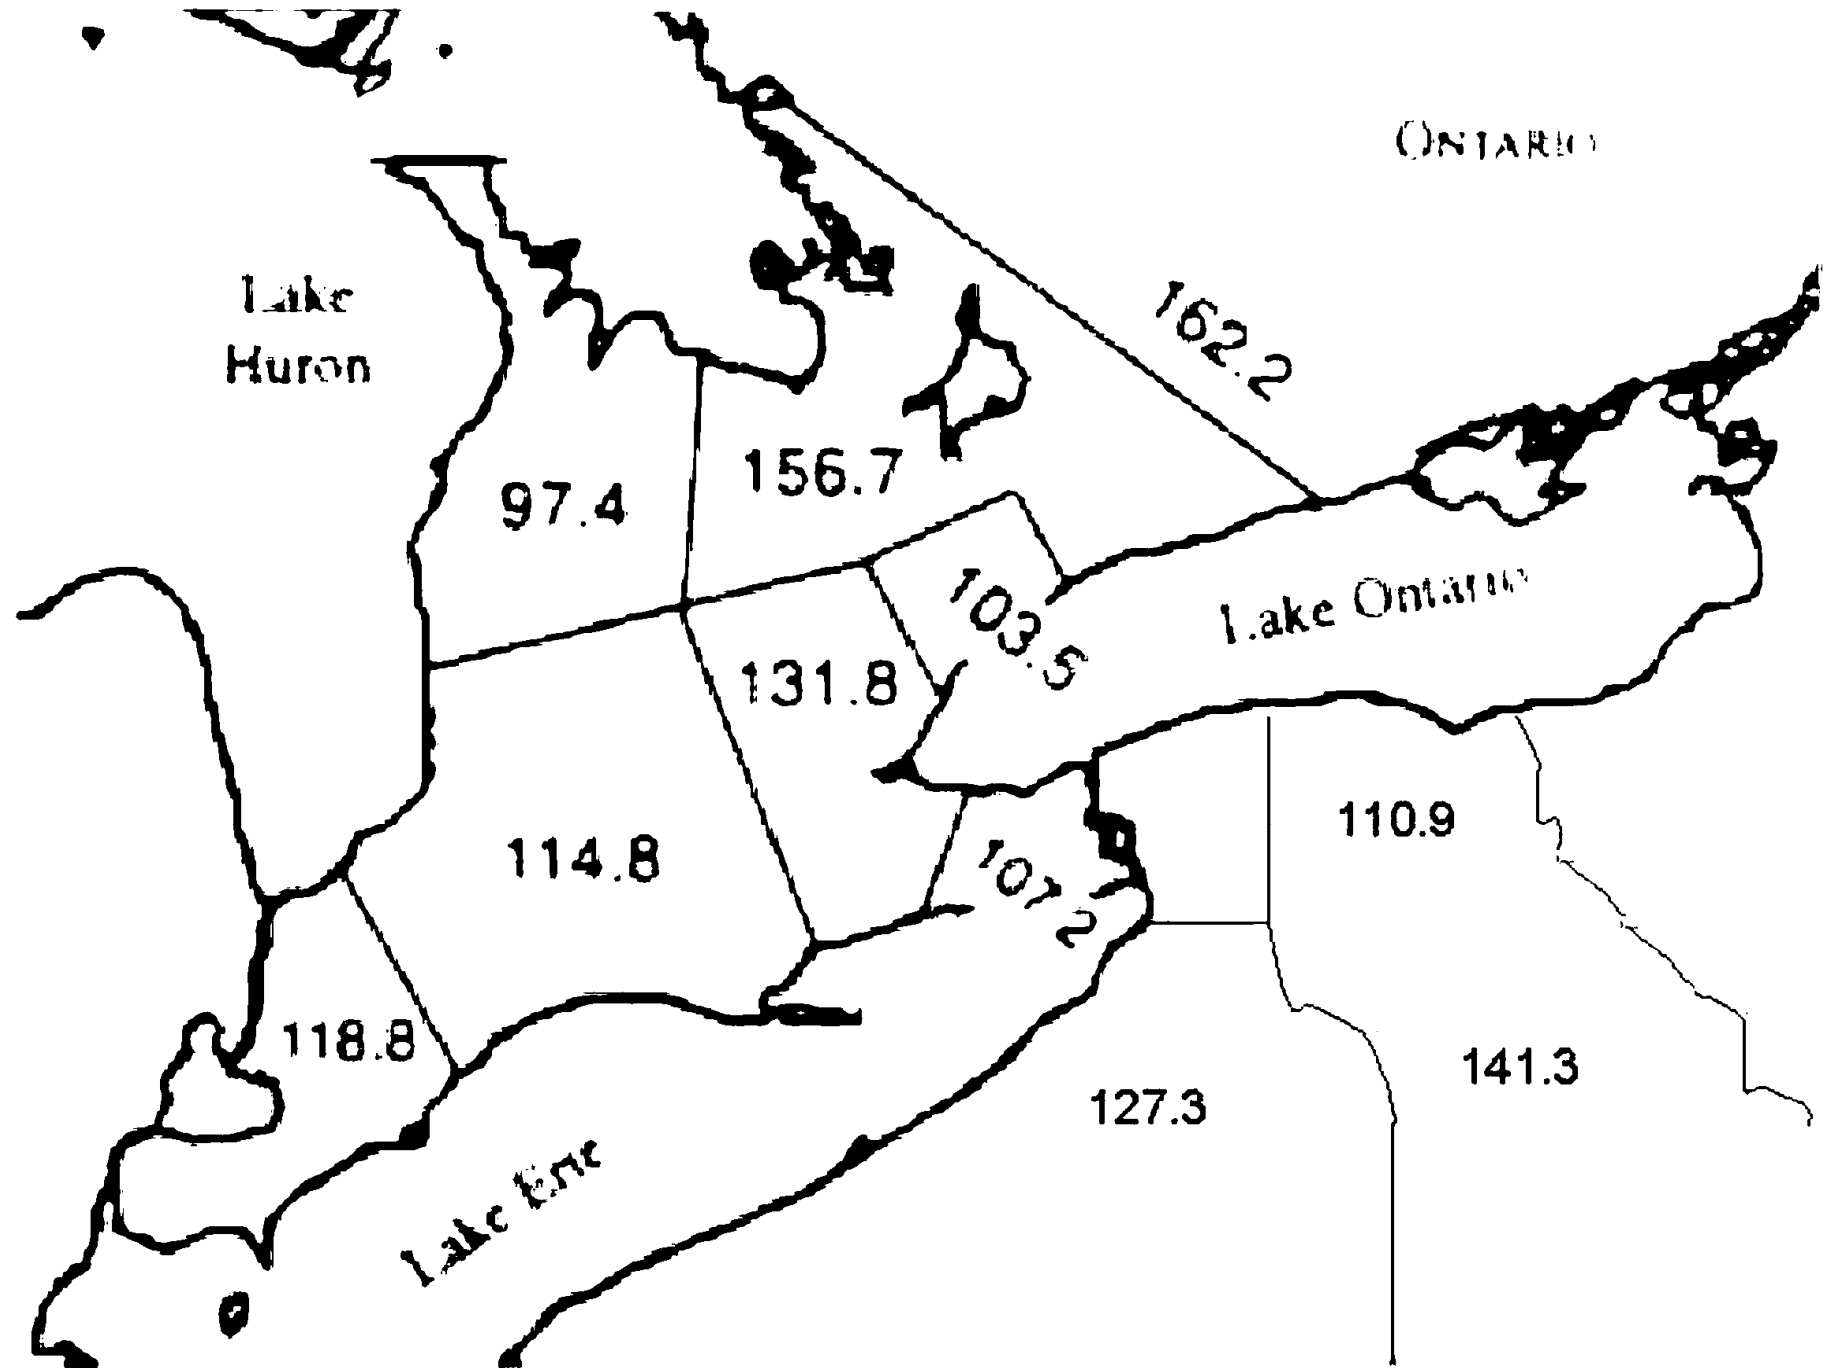 ONTARIO
Lake
Huron
162.2
156.7
97.4
103.5
Lake Ontario
131.8
110.9
114.8
107.2
118.8
141.3
127.3
Lake Erie